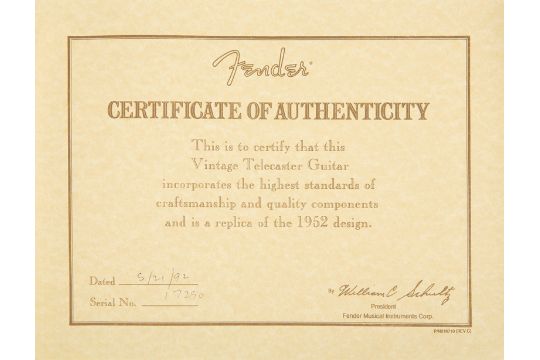 Fender®
CERTIFICATE OF AUTHENTICITY
This is to certify that this
Vintage Telecaster Guitar
incorporates the highest standards of
craftsmanship and quality components
and is a replica of the 1952 design.
Dated 5/21/92
Serial No. 17250
By William C Schultz
President
Fender Musical Instruments Corp.
(REV.C)